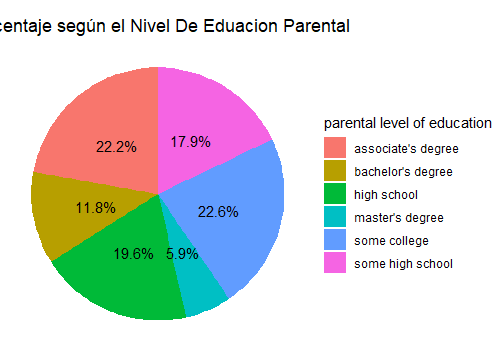 centaje según el Nivel De Eduacion Parental
17.9%
22.2%
22.6%
11.8%
19.6%
5.9%
parental level of education
associate's degree
bachelor's degree
high school
master's degree
some college
some high school